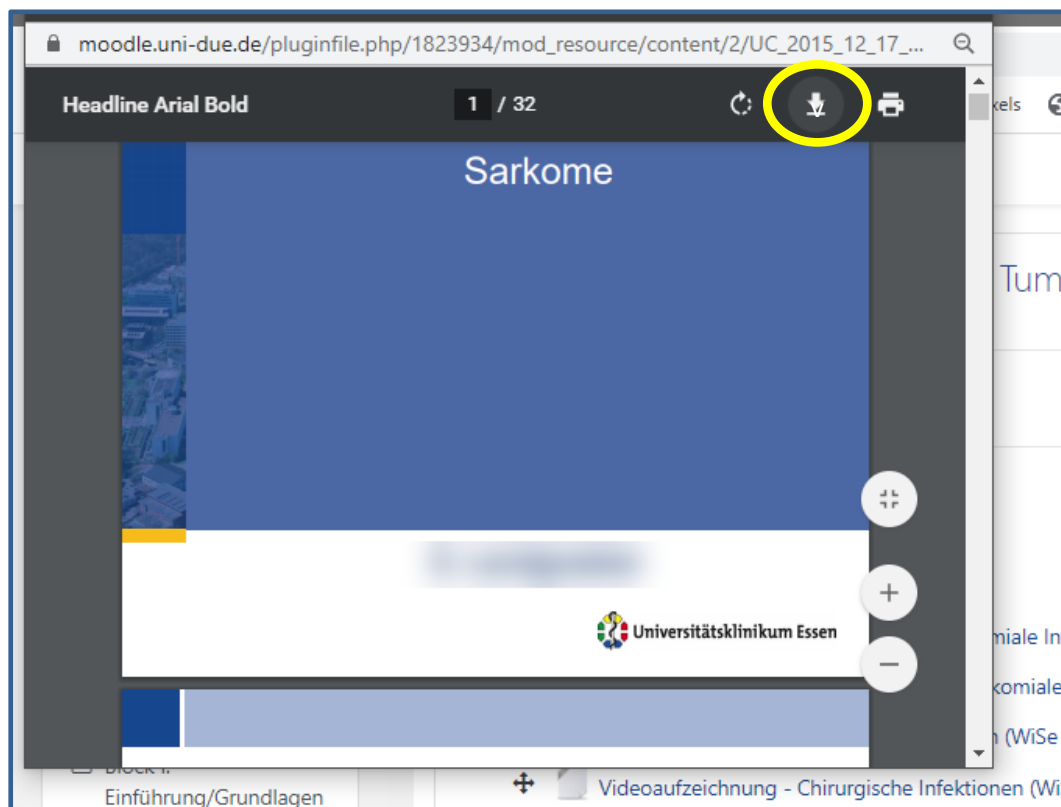 moodle.uni-due.de/pluginfile.php/1823934/mod_resource/content/2/UC_2015_12_17_...
Headline Arial Bold
1 / 32
xels
Sarkome
Tum
Universitätsklinikum Essen
miale In
komiale
n (WiSe
Einführung/Grundlagen
Videoaufzeichnung - Chirurgische Infektionen (Wi